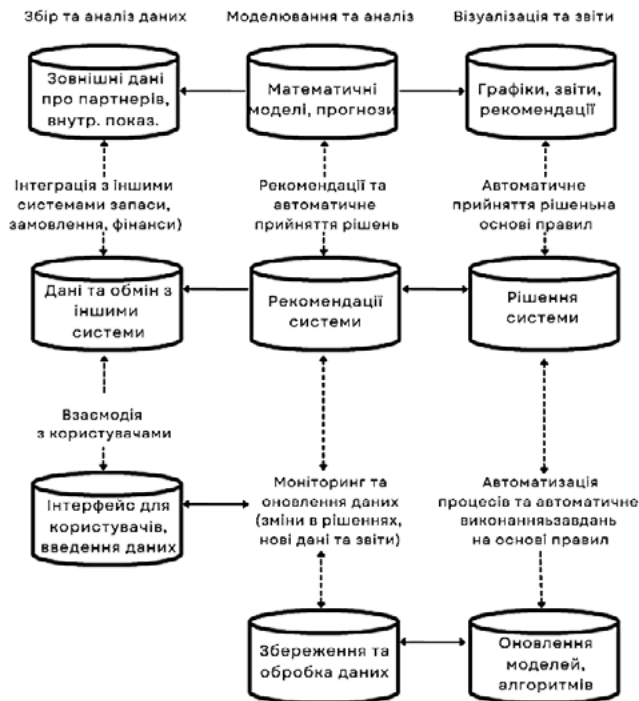 Збір та аналіз даних
Моделювання та аналіз
Візуалізація та звіти
Зовнішні дані
про партнерів,
внутр. показ.
Математичні
моделі, прогнози
Графіки, звіти,
рекомендації
Інтеграція з іншими
системами запаси,
замовлення, фінанси)
Рекомендації та
автоматичне
прийняття рішень
Автоматичне
прийняття рішеньна
основі правил
Дані та обмін з
іншими
системи
Рекомендації
системи
Рішення
системи
Взаємодія
з користувачами
Інтерфейс для
користувачів,
введення даних
Моніторинг та
оновлення даних
(зміни в рішеннях,
нові дані та звіти)
Автоматизація
процесів та автоматичне
виконанняьзавдань
на основі правил
Збереження та
обробка даних
Оновлення
моделей,
алгоритмів